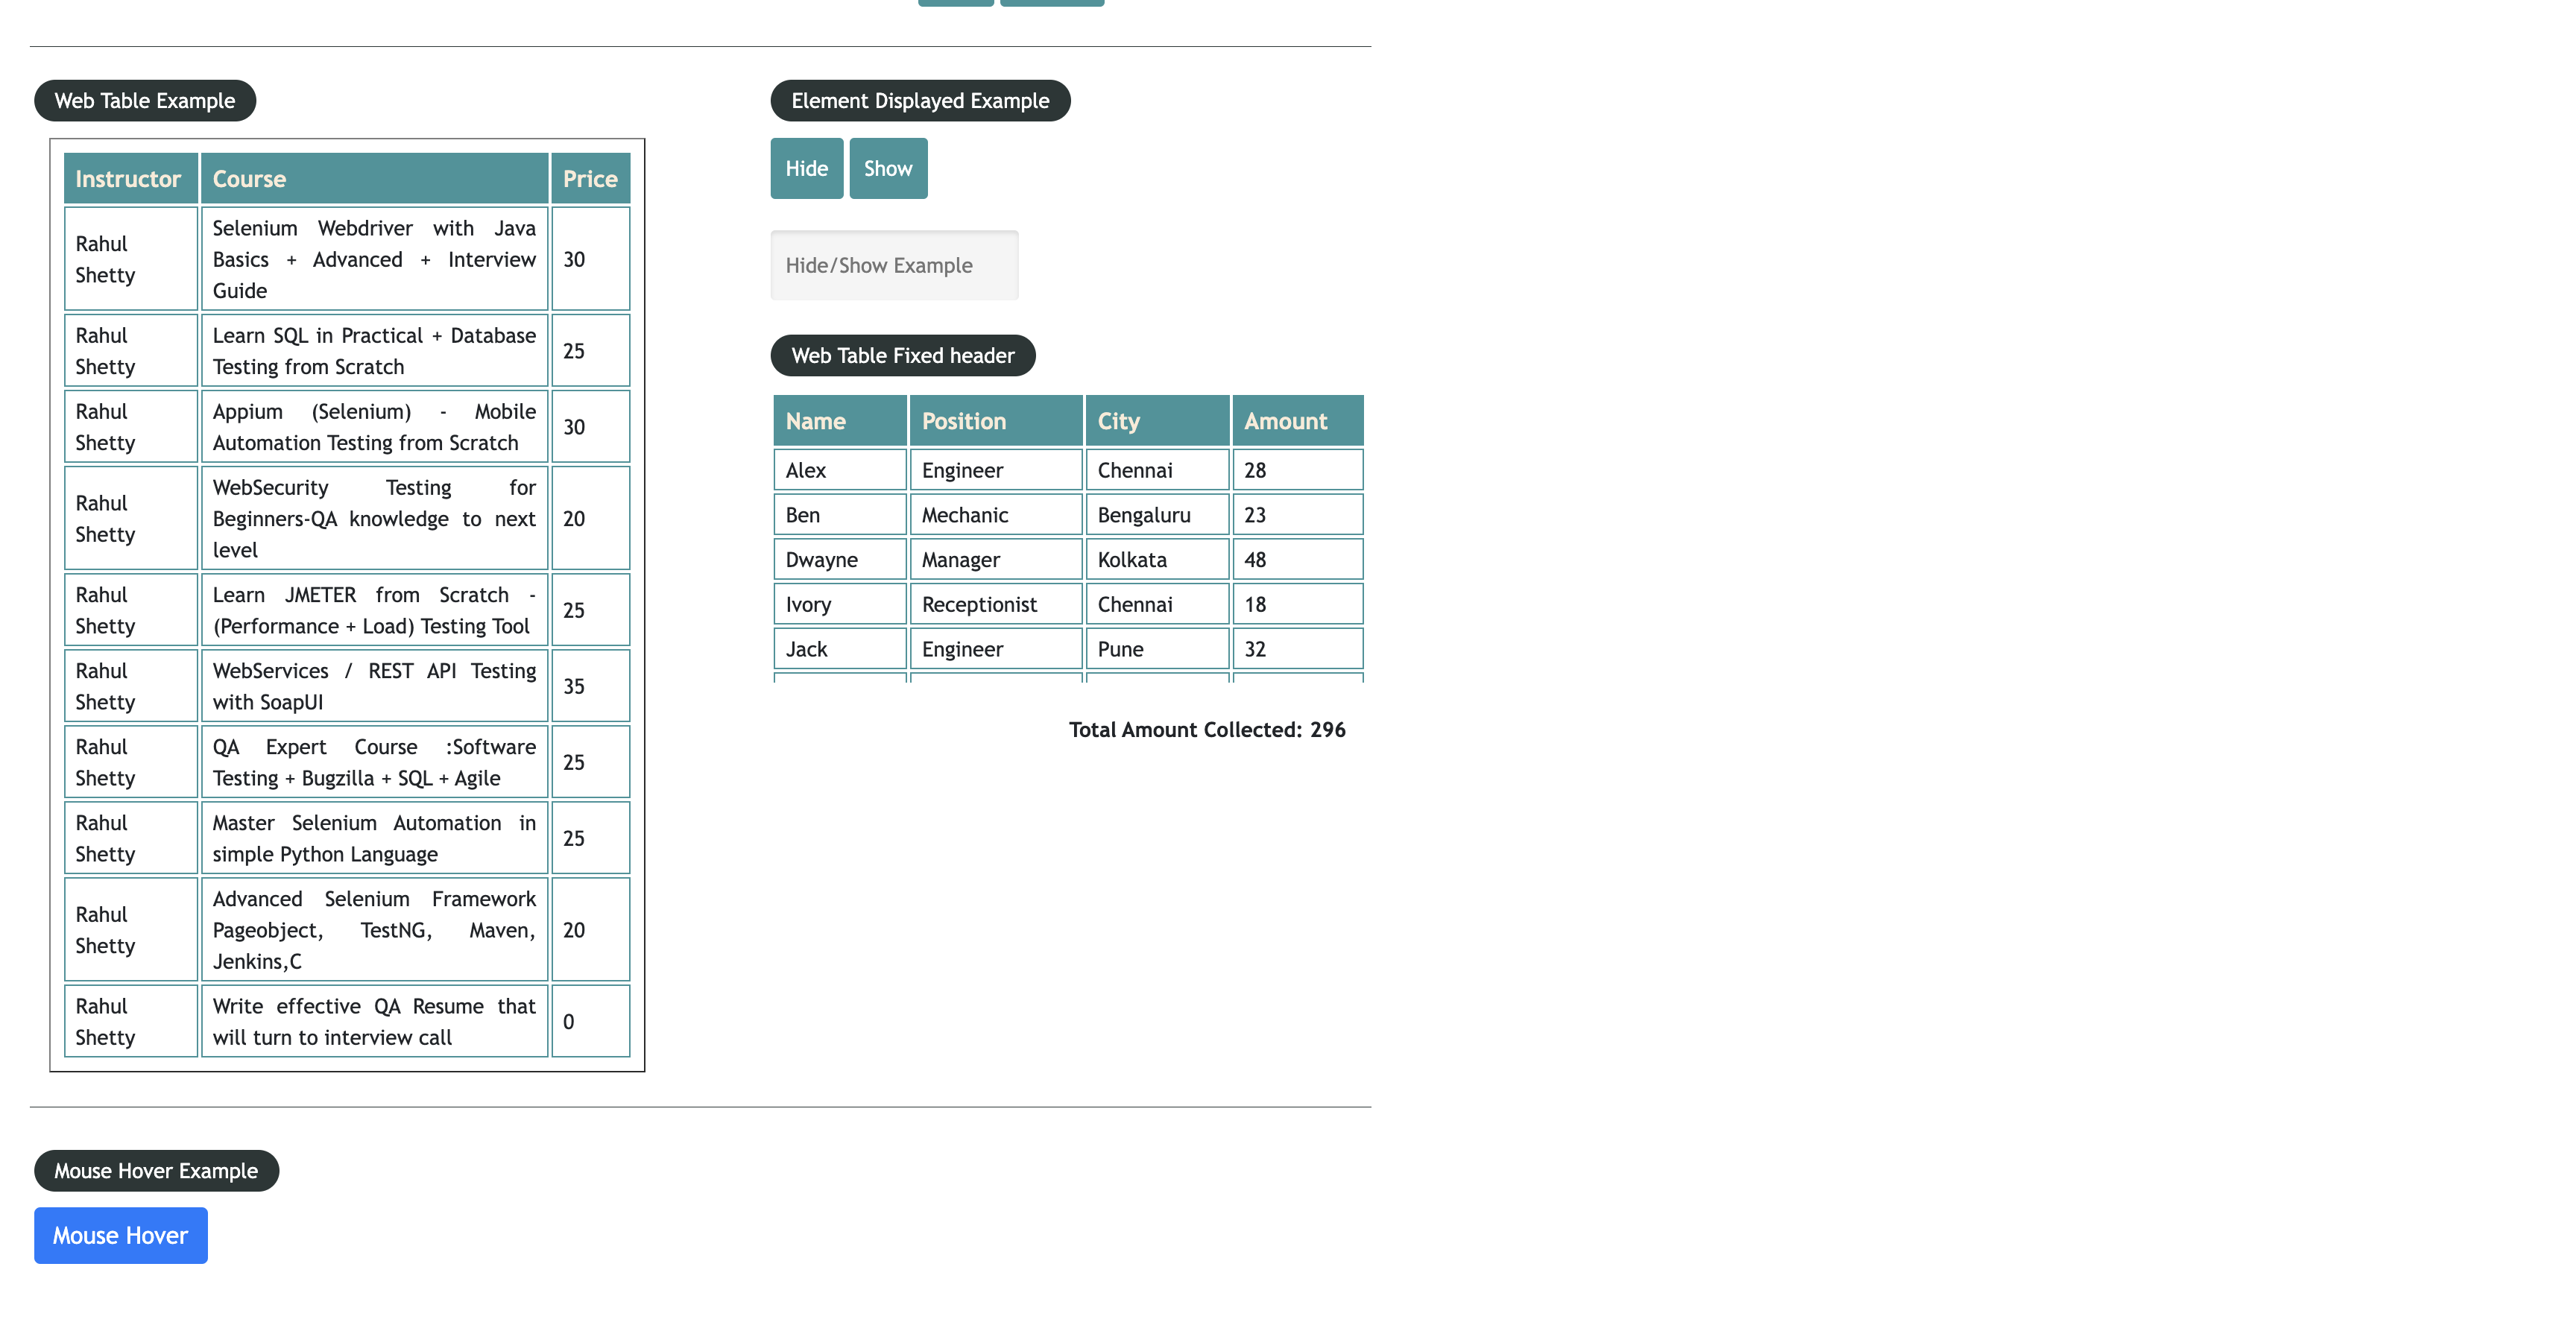 Web Table Example
Instructor Course Price
Rahul Shetty Selenium Webdriver with Java Basics + Advanced + Interview Guide 30
Rahul Shetty Learn SQL in Practical + Database Testing from Scratch 25
Rahul Shetty Appium (Selenium) - Mobile Automation Testing from Scratch 30
Rahul Shetty WebSecurity Testing for Beginners-QA knowledge to next level 20
Rahul Shetty Learn JMETER from Scratch - (Performance + Load) Testing Tool 25
Rahul Shetty WebServices / REST API Testing with SoapUI 35
Rahul Shetty QA Expert Course :Software Testing + Bugzilla + SQL + Agile 25
Rahul Shetty Master Selenium Automation in simple Python Language 25
Rahul Shetty Advanced Selenium Framework Pageobject, TestNG, Maven, Jenkins,C 20
Rahul Shetty Write effective QA Resume that will turn to interview call 0
Element Displayed Example
Hide Show
Hide/Show Example
Web Table Fixed header
Name Position City Amount
Alex Engineer Chennai 28
Ben Mechanic Bengaluru 23
Dwayne Manager Kolkata 48
Ivory Receptionist Chennai 18
Jack Engineer Pune 32
Total Amount Collected: 296
Mouse Hover Example
Mouse Hover